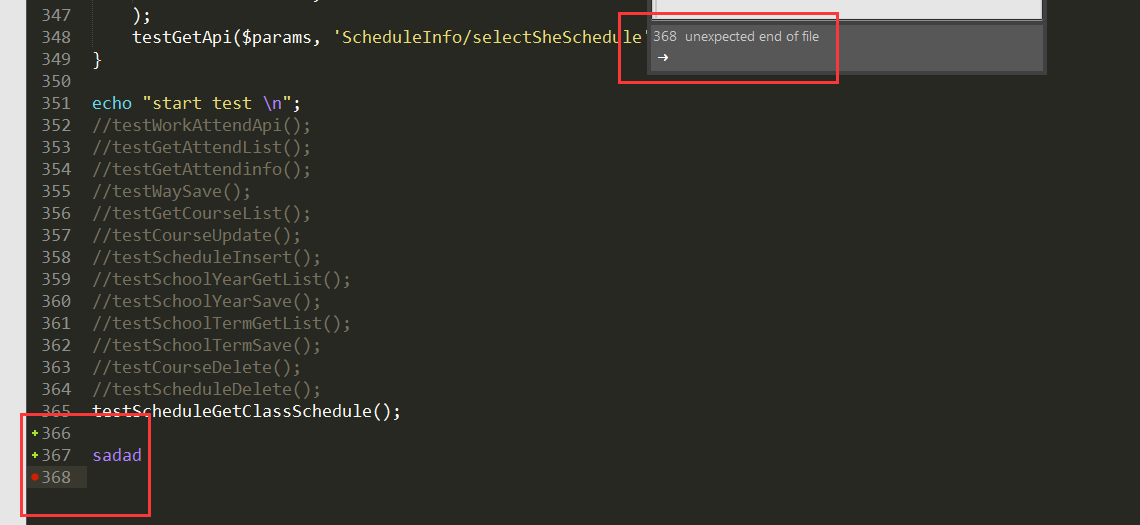 347 );
348 testGetApi($params, 'ScheduleInfo/selectSheSchedule'
349 }
350
351 echo "start test \n";
352 //testWorkAttendApi();
353 //testGetAttendList();
354 //testGetAttendinfo();
355 //testWaySave();
356 //testGetCourseList();
357 //testCourseUpdate();
358 //testScheduleInsert();
359 //testSchoolYearGetList();
360 //testSchoolYearSave();
361 //testSchoolTermGetList();
362 //testSchoolTermSave();
363 //testCourseDelete();
364 //testScheduleDelete();
365 testScheduleGetClassSchedule();
366
367 sadad
368
368 unexpected end of file